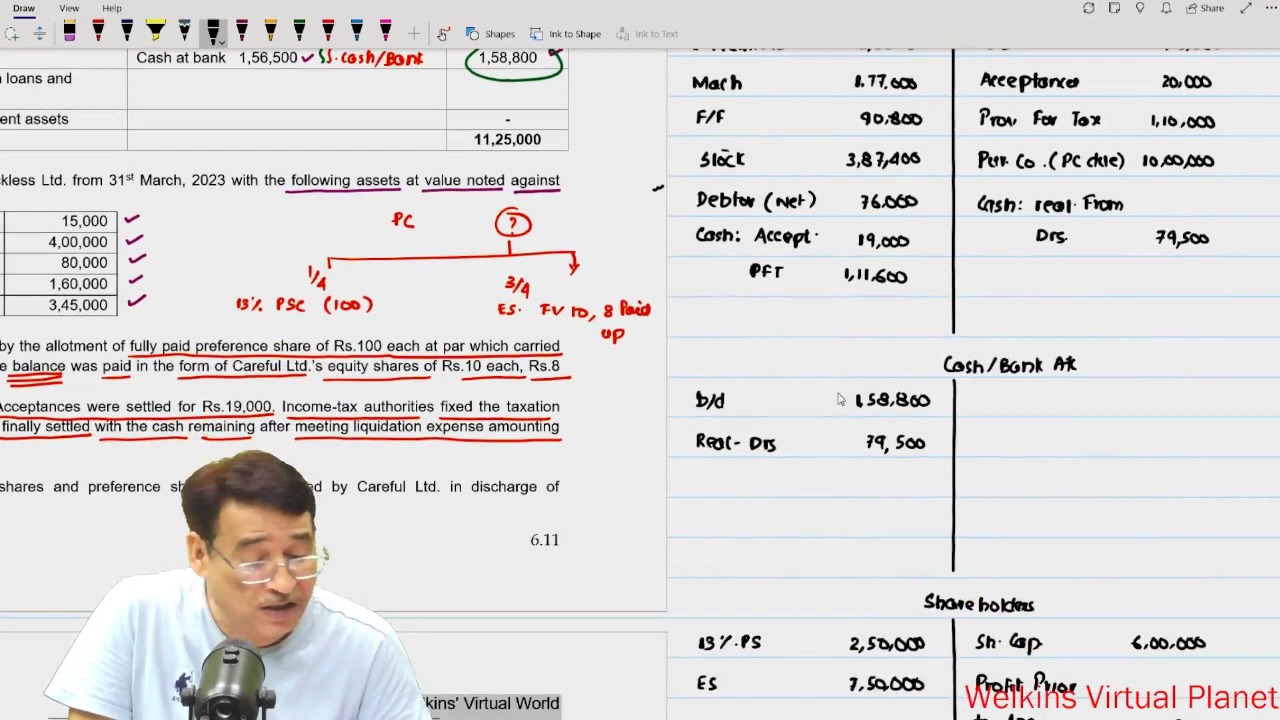 Draw View Help Share
Shapes Ink to Shape Ink to Text
Cash at bank 1,56,500 Cash/Bank 1,58,800
n loans and
ent assets -
11,25,000
ckless Ltd. from 31st March, 2023 with the following assets at value noted against
15,000
4,00,000
80,000
1,60,000
3,45,000
PC ?
1/4 3/4
13% PSC (100) ES. FV 10, 8 Paid up
by the allotment of fully paid preference share of Rs.100 each at par which carried
e balance was paid in the form of Careful Ltd.'s equity shares of Rs.10 each, Rs.8
Acceptances were settled for Rs.19,000. Income-tax authorities fixed the taxation
finally settled with the cash remaining after meeting liquidation expense amounting
shares and preference sh ed by Careful Ltd. in discharge of
6.11
kins' Virtual World
Mach 1,77,000 Acceptances 20,000
F/F 90,800 Prov For Tax 1,10,000
Stock 3,87,400 Pur. Co. (PC ckle) 10,00,000
Debtor (Net) 76,000 Cash: real. From
Cash: Accept. 19,000 Drs. 79,500
PFT 1,11,600
Cash/Bank A/c
b/d 1,58,800
Real- Drs 79,500
Shareholders
13%.PS 2,50,000 Sh. Cap 6,00,000
ES 7,50,000 Profit Prior
Welkins Virtual Planet